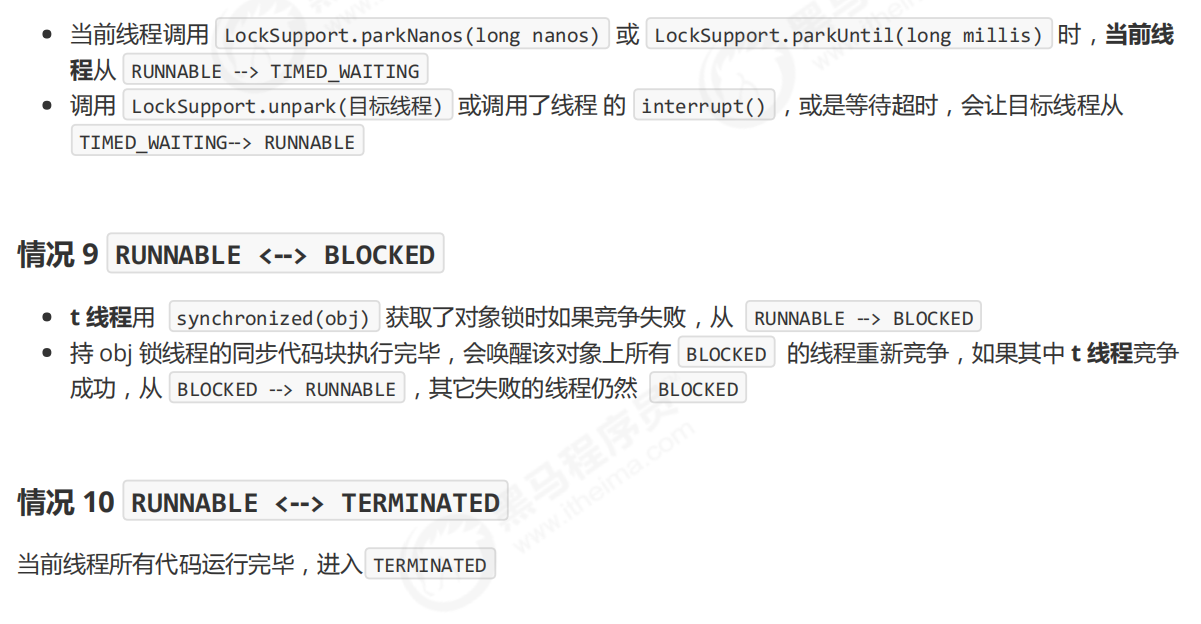 当前线程调用 LockSupport.parkNanos(long nanos) 或 LockSupport.parkUntil(long millis) 时，当前线
程从 RUNNABLE --> TIMED_WAITING
调用 LockSupport.unpark(目标线程) 或调用了线程 的 interrupt() ，或是等待超时，会让目标线程从
TIMED_WAITING--> RUNNABLE
情况 9 RUNNABLE <--> BLOCKED
t 线程用 synchronized(obj) 获取了对象锁时如果竞争失败，从 RUNNABLE --> BLOCKED
持 obj 锁线程的同步代码块执行完毕，会唤醒该对象上所有 BLOCKED 的线程重新竞争，如果其中 t 线程竞争
成功，从 BLOCKED --> RUNNABLE ，其它失败的线程仍然 BLOCKED
黑马程序员
www.itheima.com
情况 10 RUNNABLE <--> TERMINATED
当前线程所有代码运行完毕，进入 TERMINATED